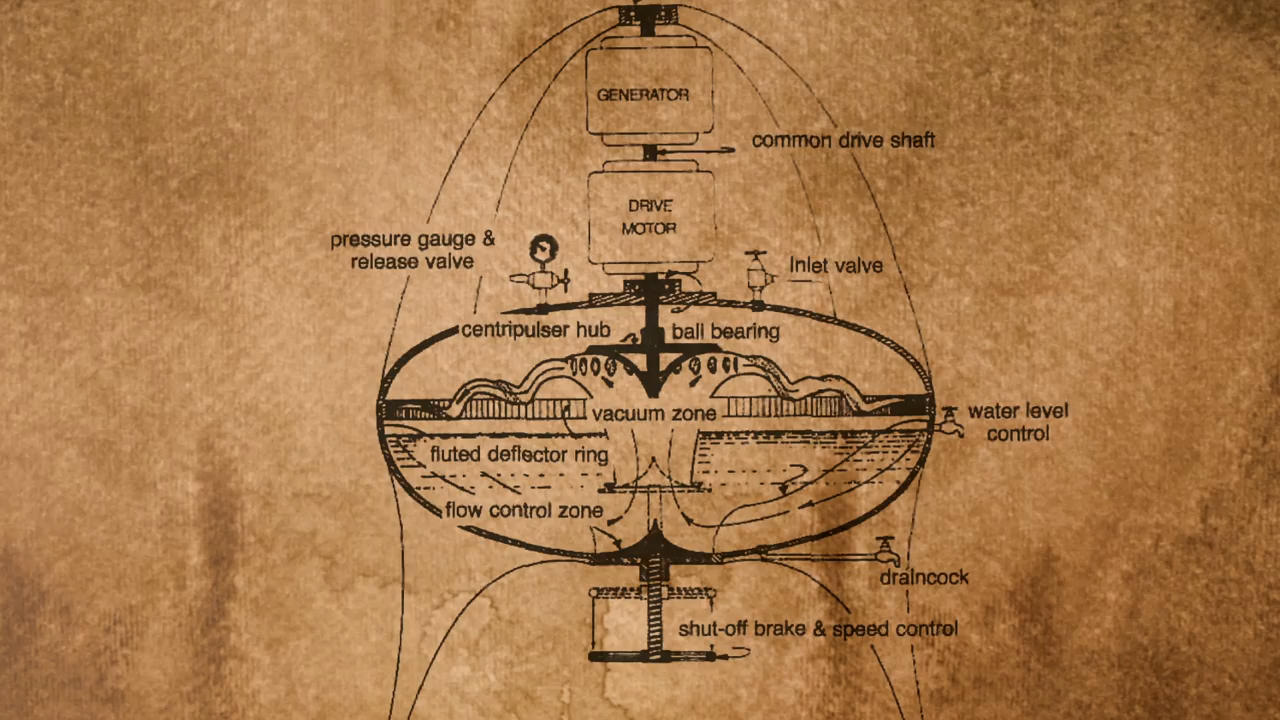 GENERATOR
common drive shaft
DRIVE
MOTOR
pressure gauge &
release valve
Inlet valve
centripulser hub
ball bearing
vacuum zone
water level
control
fluted deflector ring
flow control zone
draincock
shut-off brake & speed control